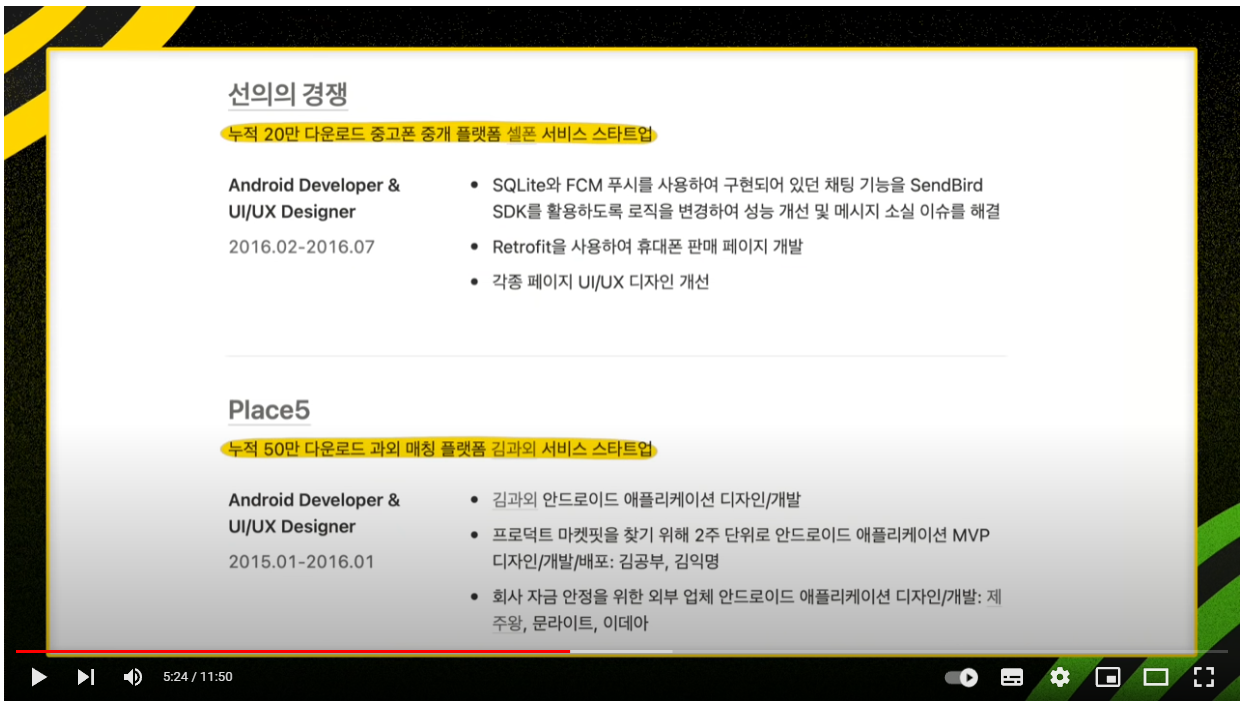 선의의 경쟁
누적 20만 다운로드 중고폰 중개 플랫폼 셀폰 서비스 스타트업
Android Developer &
UI/UX Designer
2016.02-2016.07
• SQLite와 FCM 푸시를 사용하여 구현되어 있던 채팅 기능을 SendBird
SDK를 활용하도록 로직을 변경하여 성능 개선 및 메시지 소실 이슈를 해결
• Retrofit을 사용하여 휴대폰 판매 페이지 개발
• 각종 페이지 UI/UX 디자인 개선
Place5
누적 50만 다운로드 과외 매칭 플랫폼 김과외 서비스 스타트업
Android Developer &
UI/UX Designer
2015.01-2016.01
• 김과외 안드로이드 애플리케이션 디자인/개발
• 프로덕트 마켓핏을 찾기 위해 2주 단위로 안드로이드 애플리케이션 MVP
디자인/개발/배포: 김공부, 김익명
• 회사 자금 안정을 위한 외부 업체 안드로이드 애플리케이션 디자인/개발: 제
주왕, 문라이트, 이데아
5:24 / 11:50